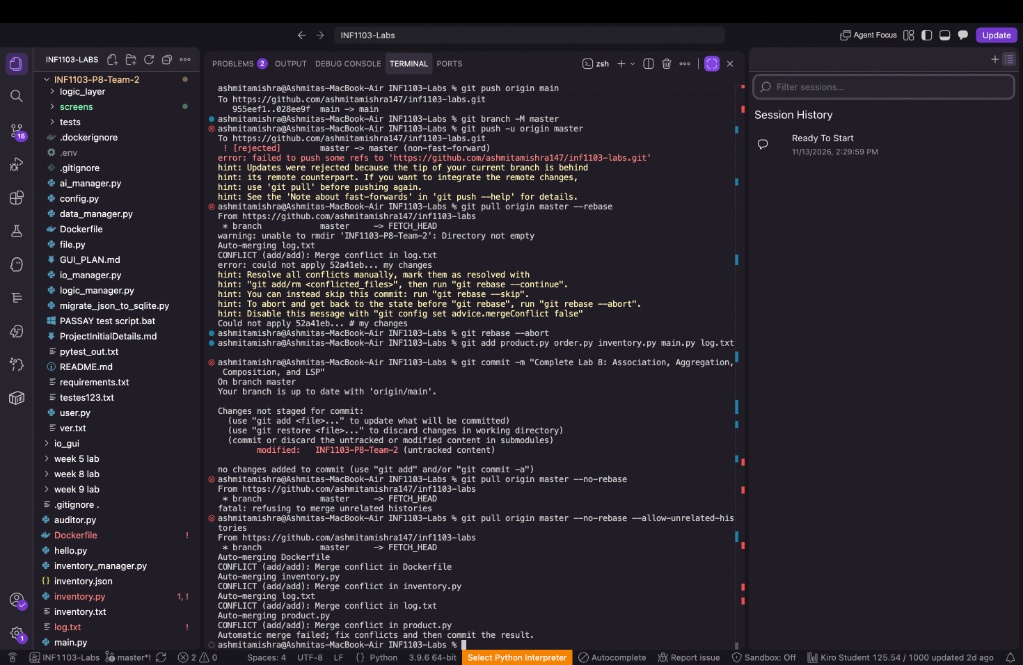 INF1103-Labs
Agent Focus
Update
INF1103-LABS
INF1103-P8-Team-2
logic_layer
screens
tests
.dockerignore
.env
.gitignore
ai_manager.py
config.py
data_manager.py
Dockerfile
file.py
GUI_PLAN.md
io_manager.py
logic_manager.py
migrate_json_to_sqlite.py
PASSAY test script.bat
ProjectInitialDetails.md
pytest_out.txt
README.md
requirements.txt
testes123.txt
user.py
ver.txt
io_gui
week 5 lab
week 8 lab
week 9 lab
.gitignore .
auditor.py
Dockerfile !
hello.py
inventory_manager.py
inventory.json
inventory.py 1, !
inventory.txt
log.txt !
main.py
16
1
PROBLEMS 2 OUTPUT DEBUG CONSOLE TERMINAL PORTS
zsh
ashmitamishra@Ashmitas-MacBook-Air INF1103-Labs % git push origin main
To https://github.com/ashmitamishra147/inf1103-labs.git
955eef1..028ee9f main -> main
ashmitamishra@Ashmitas-MacBook-Air INF1103-Labs % git branch -M master
ashmitamishra@Ashmitas-MacBook-Air INF1103-Labs % git push -u origin master
To https://github.com/ashmitamishra147/inf1103-labs.git
! [rejected] master -> master (non-fast-forward)
error: failed to push some refs to 'https://github.com/ashmitamishra147/inf1103-labs.git'
hint: Updates were rejected because the tip of your current branch is behind
hint: its remote counterpart. If you want to integrate the remote changes,
hint: use 'git pull' before pushing again.
hint: See the 'Note about fast-forwards' in 'git push --help' for details.
ashmitamishra@Ashmitas-MacBook-Air INF1103-Labs % git pull origin master --rebase
From https://github.com/ashmitamishra147/inf1103-labs
* branch master -> FETCH_HEAD
warning: unable to rmdir 'INF1103-P8-Team-2': Directory not empty
Auto-merging log.txt
CONFLICT (add/add): Merge conflict in log.txt
error: could not apply 52a41eb... my changes
hint: Resolve all conflicts manually, mark them as resolved with
hint: "git add/rm <conflicted_files>", then run "git rebase --continue".
hint: You can instead skip this commit: run "git rebase --skip".
hint: To abort and get back to the state before "git rebase", run "git rebase --abort".
hint: Disable this message with "git config set advice.mergeConflict false"
Could not apply 52a41eb... # my changes
ashmitamishra@Ashmitas-MacBook-Air INF1103-Labs % git rebase --abort
ashmitamishra@Ashmitas-MacBook-Air INF1103-Labs % git add product.py order.py inventory.py main.py log.txt
ashmitamishra@Ashmitas-MacBook-Air INF1103-Labs % git commit -m "Complete Lab 8: Association, Aggregation,
Composition, and LSP"
On branch master
Your branch is up to date with 'origin/main'.
Changes not staged for commit:
(use "git add <file>..." to update what will be committed)
(use "git restore <file>..." to discard changes in working directory)
(commit or discard the untracked or modified content in submodules)
modified: INF1103-P8-Team-2 (untracked content)
no changes added to commit (use "git add" and/or "git commit -a")
ashmitamishra@Ashmitas-MacBook-Air INF1103-Labs % git pull origin master --no-rebase
From https://github.com/ashmitamishra147/inf1103-labs
* branch master -> FETCH_HEAD
fatal: refusing to merge unrelated histories
ashmitamishra@Ashmitas-MacBook-Air INF1103-Labs % git pull origin master --no-rebase --allow-unrelated-his
tories
From https://github.com/ashmitamishra147/inf1103-labs
* branch master -> FETCH_HEAD
Auto-merging Dockerfile
CONFLICT (add/add): Merge conflict in Dockerfile
Auto-merging inventory.py
CONFLICT (add/add): Merge conflict in inventory.py
Auto-merging log.txt
CONFLICT (add/add): Merge conflict in log.txt
Auto-merging product.py
CONFLICT (add/add): Merge conflict in product.py
Automatic merge failed; fix conflicts and then commit the result.
ashmitamishra@Ashmitas-MacBook-Air INF1103-Labs %
Filter sessions...
Session History
Ready To Start
11/13/2026, 2:29:59 PM
INF1103-Labs master*! 2 0 Spaces: 4 UTF-8 LF {} Python 3.9.6 64-bit Select Python Interpreter Autocomplete Report issue Sandbox: Off Kiro Student 125.54 / 1000 updated 2d ago